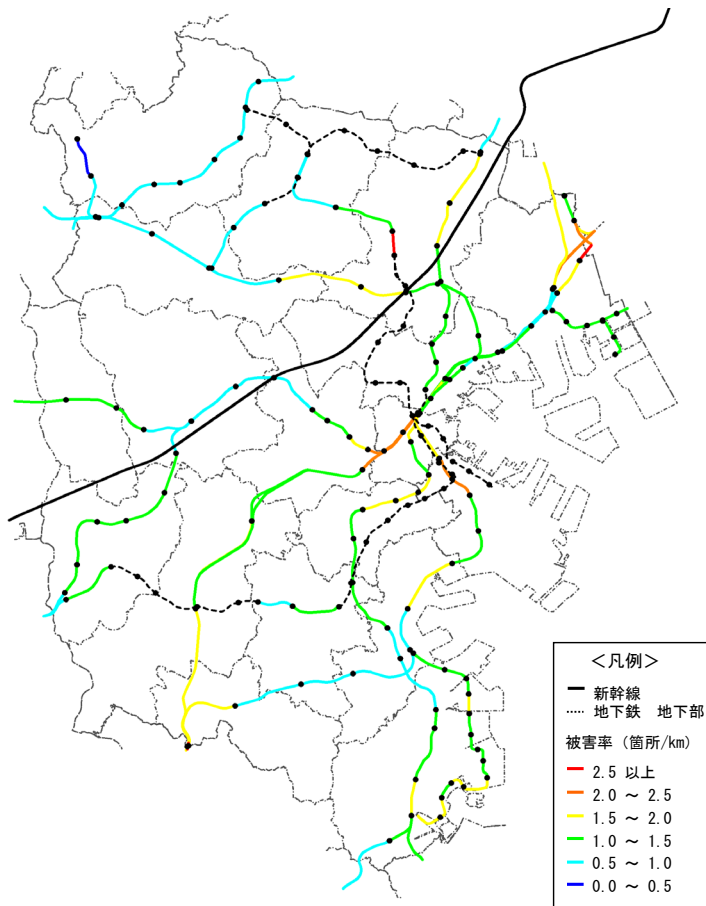 <凡例>
新幹線
地下鉄 地下部
被害率 (箇所/km)
2.5 以上
2.0 ~ 2.5
1.5 ~ 2.0
1.0 ~ 1.5
0.5 ~ 1.0
0.0 ~ 0.5